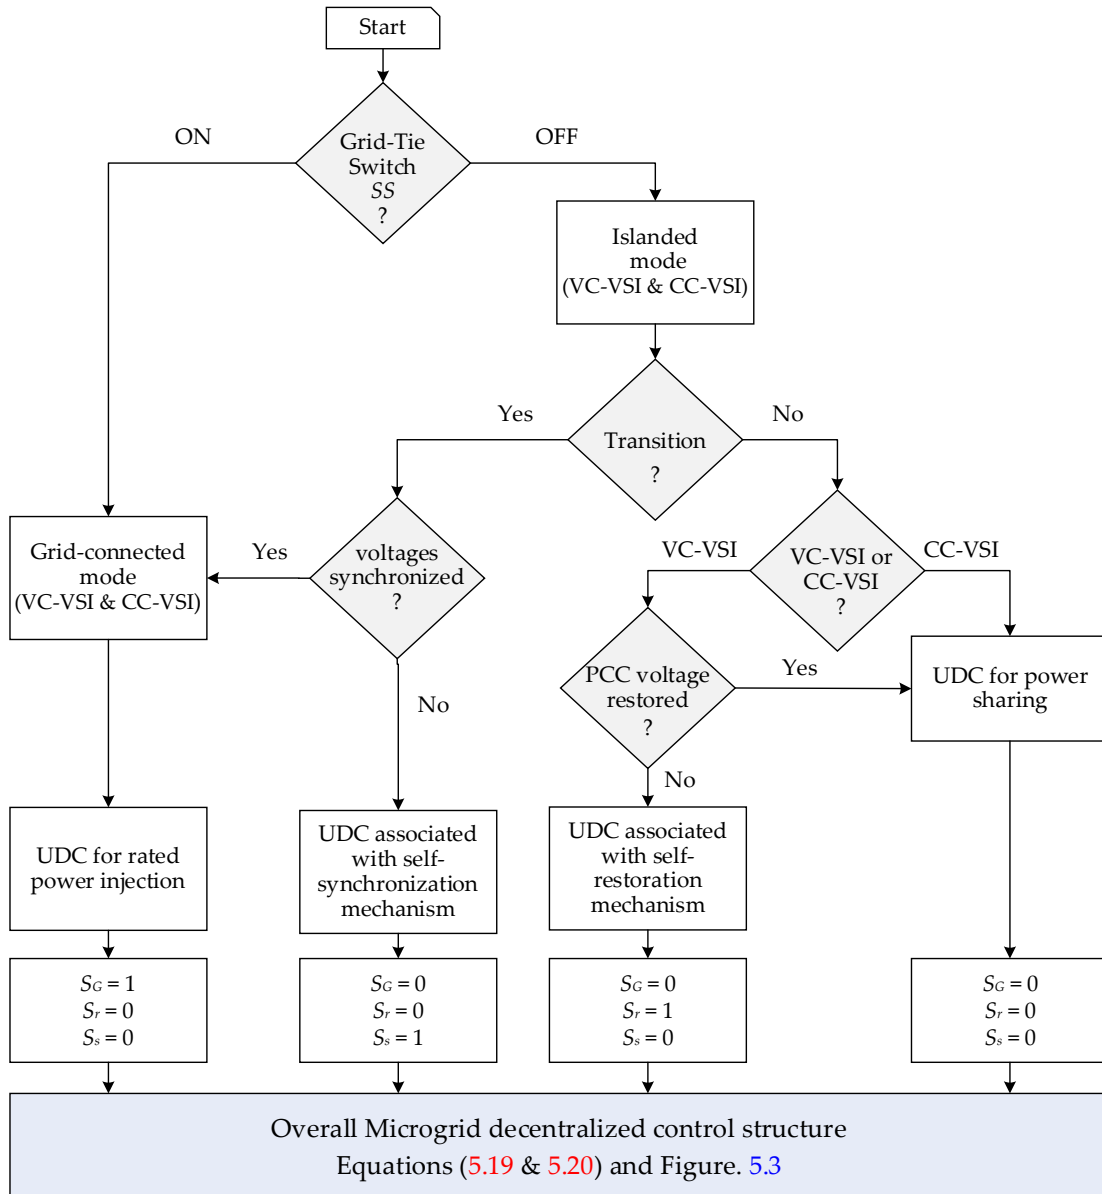 Start
ON
Grid-Tie
Switch
SS
?
OFF
Islanded
mode
(VC-VSI & CC-VSI)
Yes
Transition
?
No
Grid-connected
mode
(VC-VSI & CC-VSI)
Yes
voltages
synchronized
?
VC-VSI
VC-VSI or
CC-VSI
?
CC-VSI
No
PCC voltage
restored
?
Yes
UDC for power
sharing
No
UDC for rated
power injection
UDC associated
with self-
synchronization
mechanism
UDC associated
with self-
restoration
mechanism
SG = 1
Sr = 0
Ss = 0
SG = 0
Sr = 0
Ss = 1
SG = 0
Sr = 1
Ss = 0
SG = 0
Sr = 0
Ss = 0
Overall Microgrid decentralized control structure
Equations (5.19 & 5.20) and Figure. 5.3